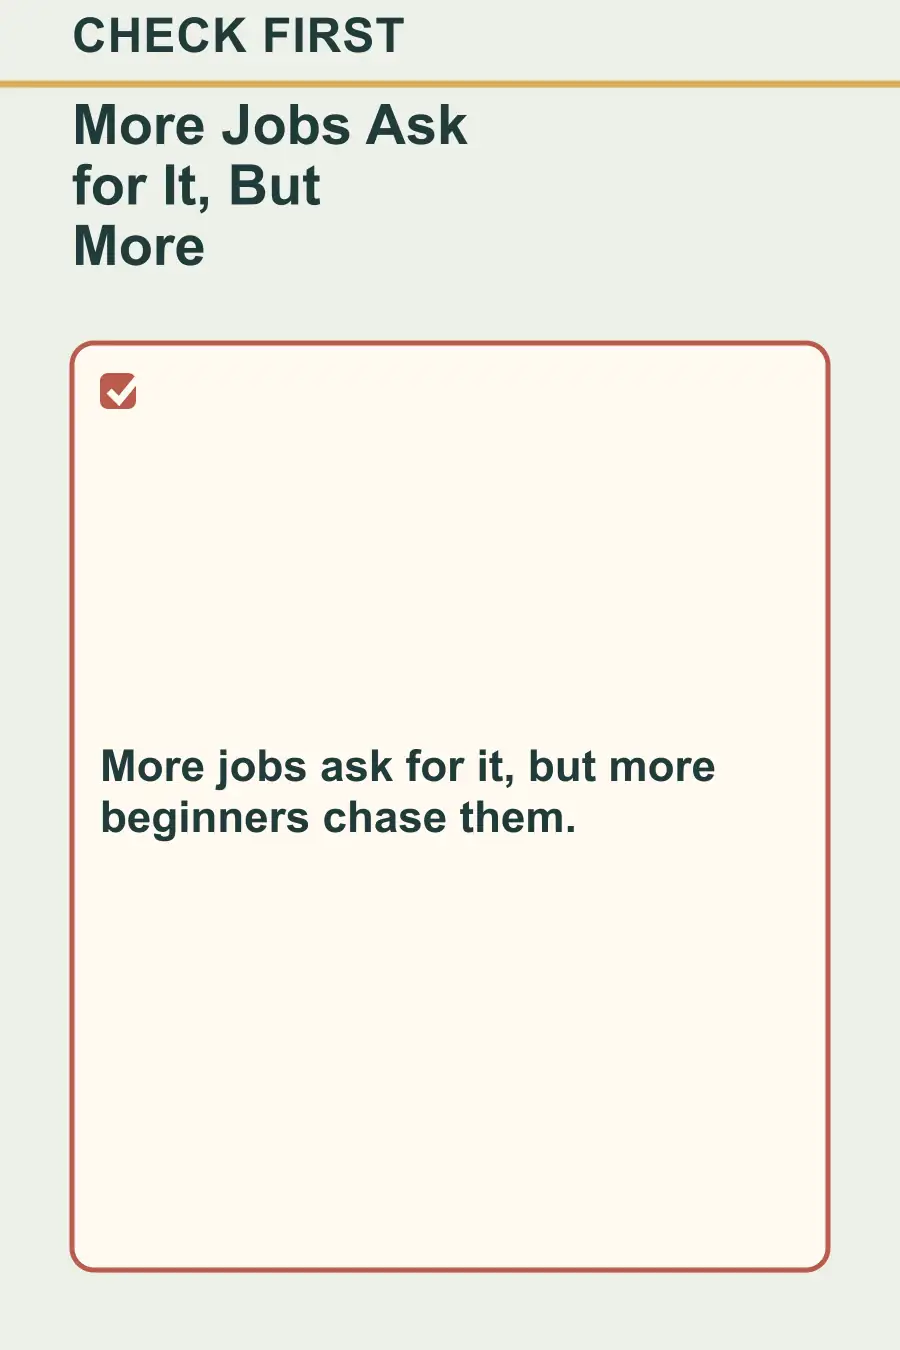 CHECK FIRST
More Jobs Ask
for It, But
More
More jobs ask for it, but more
beginners chase them.